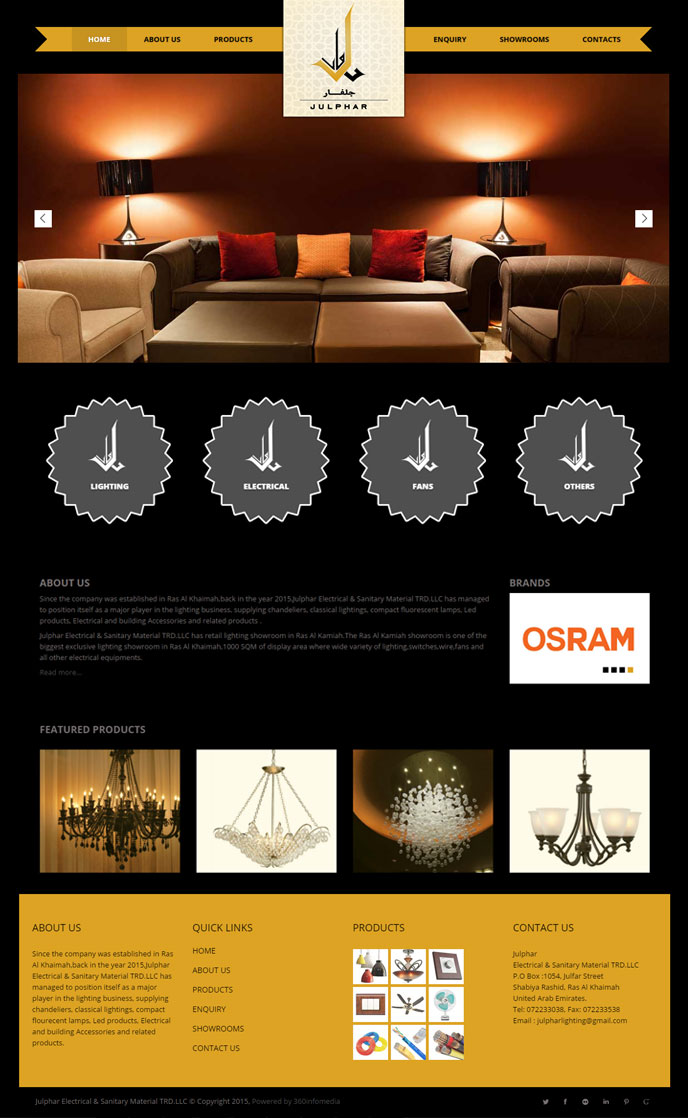 HOME
ABOUT US
PRODUCTS
جلفار
JULPHAR
ENQUIRY
SHOWROOMS
CONTACTS
LIGHTING
ELECTRICAL
FANS
OTHERS
ABOUT US
Since the company was established in Ras Al Khaimah,back in the year 2015,Julphar Electrical & Sanitary Material TRD.LLC has managed
to position itself as a major player in the lighting business, supplying chandeliers, classical lightings, compact fluorescent lamps, Led
products, Electrical and building Accessories and related products .
Julphar Electrical & Sanitary Material TRD.LLC has retail lighting showroom in Ras Al Kamiah.The Ras Al Kamiah showroom is one of the
biggest exclusive lighting showroom in Ras Al Khaimah.1000 SQM of display area where wide variety of lighting,switches,wire,fans and
all other electrical equipments.
Read more...
BRANDS
OSRAM
FEATURED PRODUCTS
ABOUT US
Since the company was established in Ras
Al Khaimah,back in the year 2015,Julphar
Electrical & Sanitary Material TRD.LLC has
managed to position itself as a major
player in the lighting business, supplying
chandeliers, classical lightings, compact
flourecent lamps, Led products, Electrical
and building Accessories and related
products.
QUICK LINKS
HOME
ABOUT US
PRODUCTS
ENQUIRY
SHOWROOMS
CONTACT US
PRODUCTS
CONTACT US
Julphar
Electrical & Sanitary Material TRD.LLC
P.O Box :1054. Julfar Street
Shabiya Rashid, Ras Al Khaimah
United Arab Emirates.
Tel: 072233038, Fax: 072233538
Email : julpharlighting@gmail.com
Julphar Electrical & Sanitary Material TRD.LLC © Copyright 2015, Powered by 360infomedia